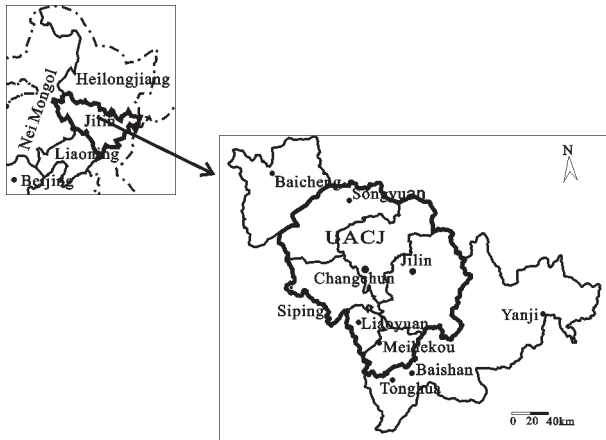 Heilongjiang
Nei Mongol
Jilin
Liaoning
Beijing
N
Baicheng
Songyuan
UACJ
Jilin
Changchun
Siping
Yanji
Liaoyuan
Meihekou
Baishan
Tonghua
0 20 40km